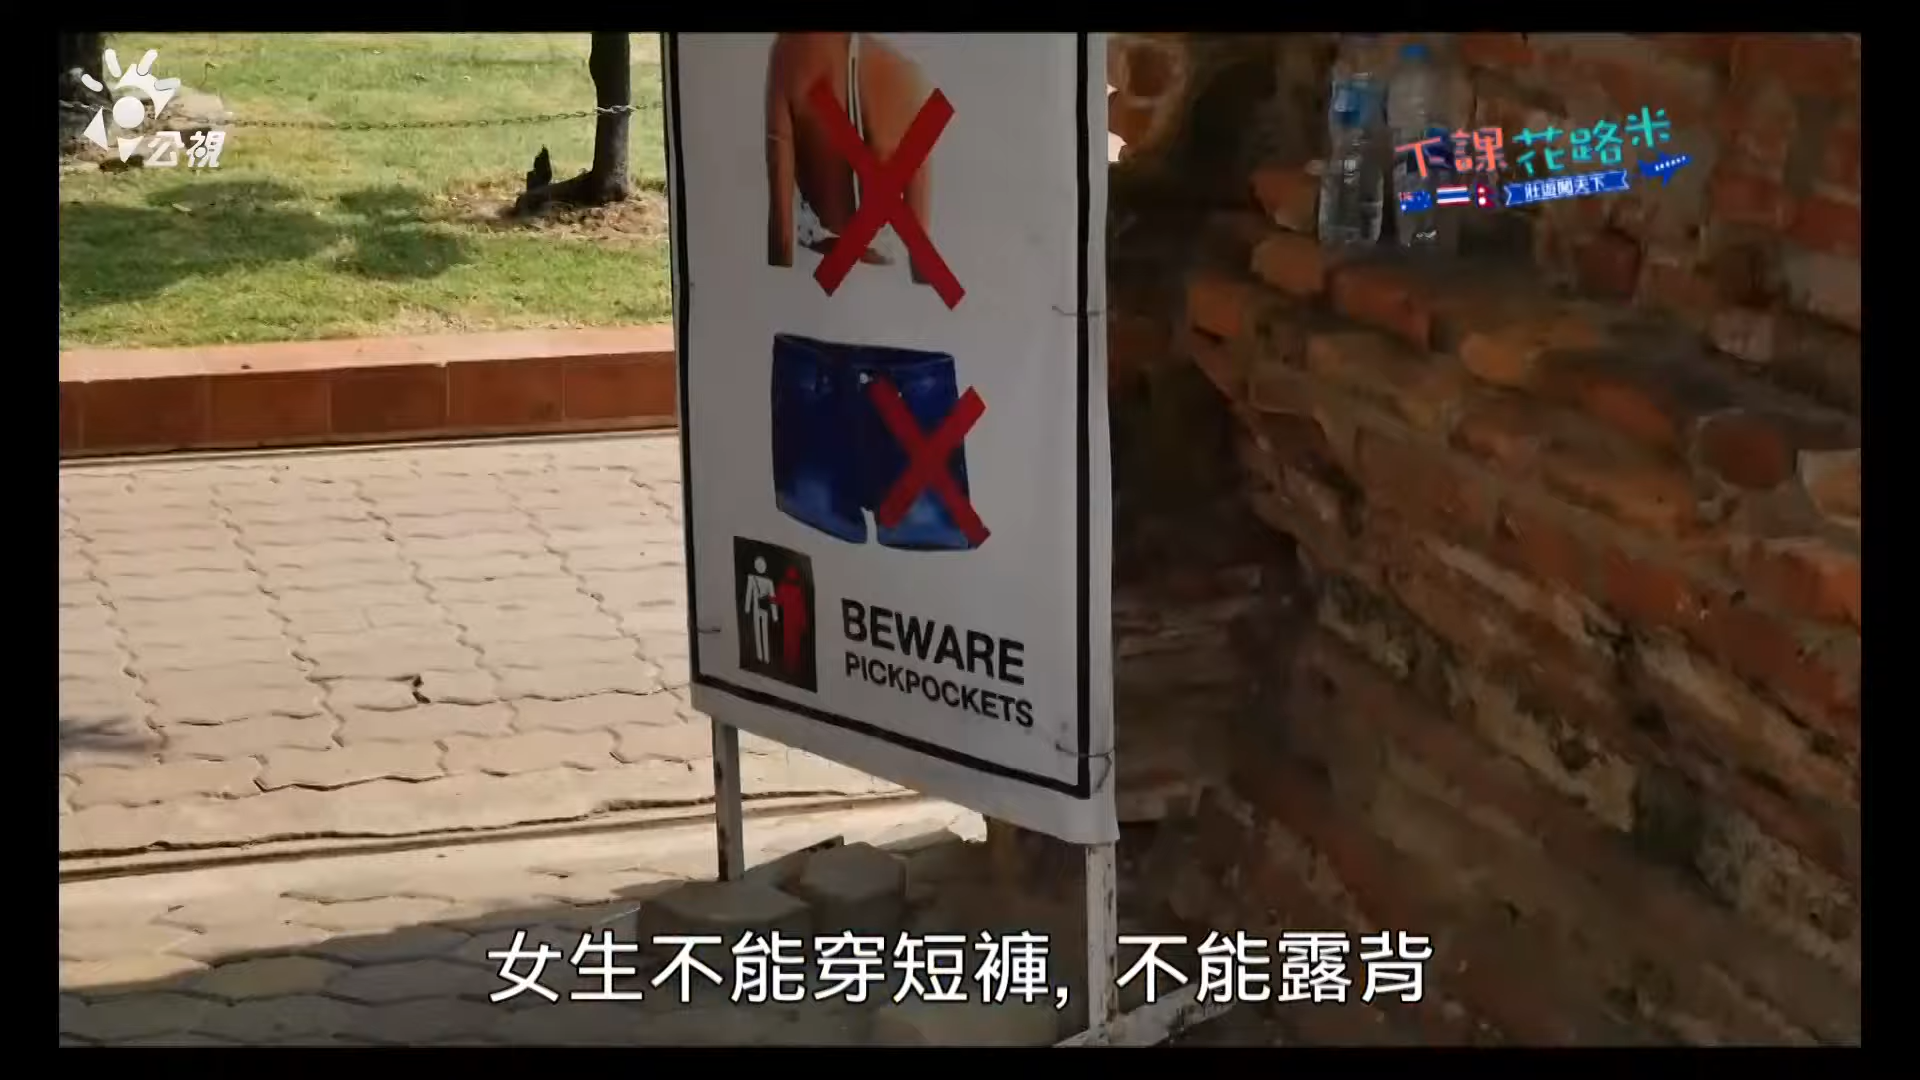 公視
下課花路米
壯遊闖天下
BEWARE
PICKPOCKETS
女生不能穿短褲, 不能露背